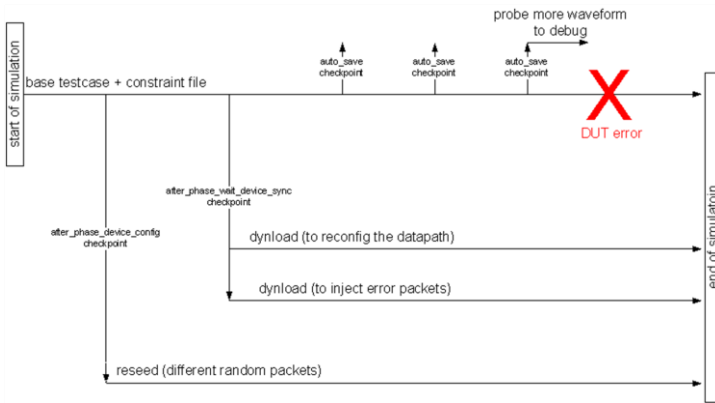 probe more waveform
to debug
start of simulation
auto_save
checkpoint
auto_save
checkpoint
auto_save
checkpoint
base testcase + constraint file
X
DUT error
after_phase_wait_device_sync
checkpoint
after_phase_device_config
checkpoint
dynload (to reconfig the datapath)
dynload (to inject error packets)
reseed (different random packets)
end of simulatoin